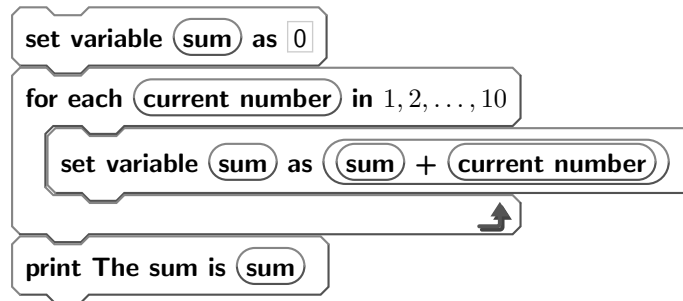 set variable sum as 0
for each current number in 1, 2, . . . , 10
set variable sum as sum + current number
print The sum is sum